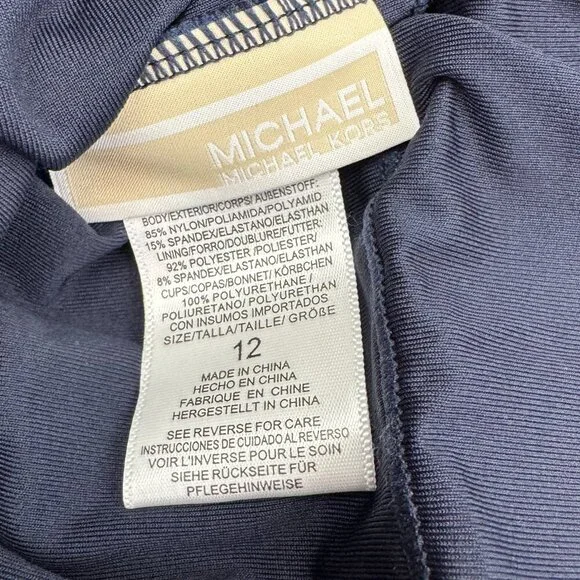 MICHAEL
MICHAEL KORS
BODY/EXTERIOR/CORPS/AUßENSTOFF:
85% NYLON/POLIAMIDA/POLYAMID
15% SPANDEX/ELASTANO/ELASTHAN
LINING/FORRO/DOUBLURE/FUTTER:
92% POLYESTER /POLIESTER/
8% SPANDEX/ELASTANO/ELASTHAN
CUPS/COPAS/BONNET/ KÖRBCHEN
100% POLYURETHANE /
POLIURETANO/ POLYURETHAN
CON INSUMOS IMPORTADOS
SIZE/TALLA/TAILLE/ GRÖßE
12
MADE IN CHINA
HECHO EN CHINA
FABRIQUE EN CHINE
HERGESTELLT IN CHINA
SEE REVERSE FOR CARE
INSTRUCCIONES DE CUIDADO AL REVERSO
VOIR L'INVERSE POUR LE SOIN
SIEHE RÜCKSEITE FÜR
PFLEGEHINWEISE